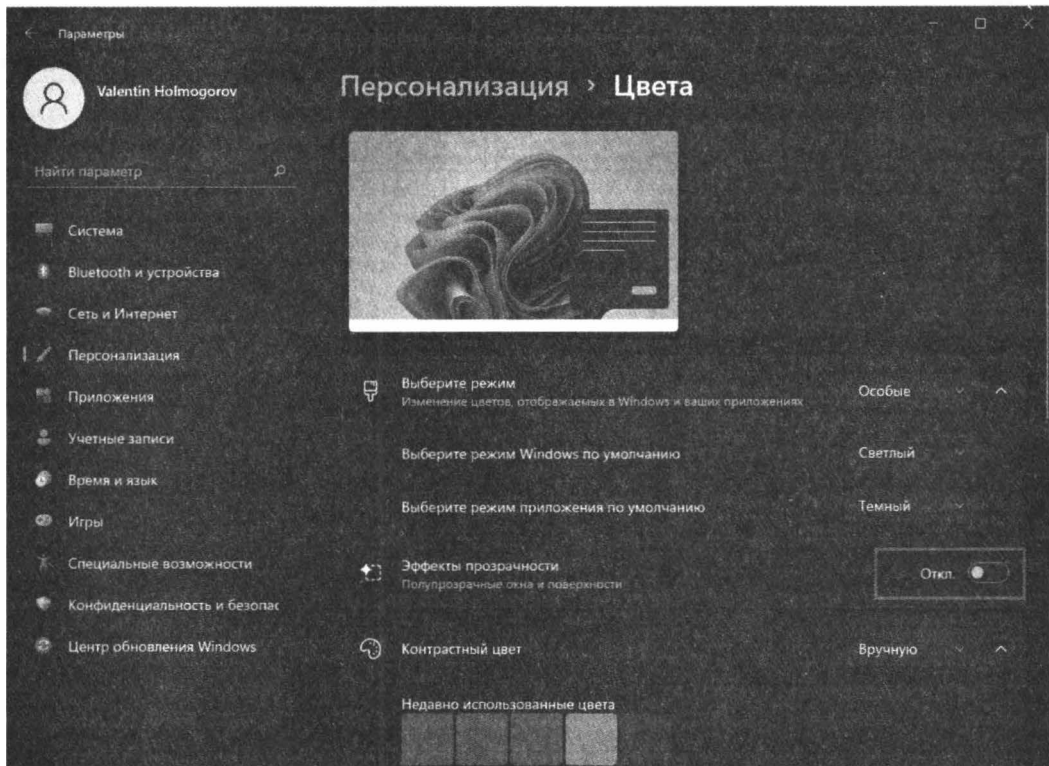 Параметры
Valentin Holmogorov
Найти параметр
Система
Bluetooth и устройства
Сеть и Интернет
Персонализация
Приложения
Учетные записи
Время и язык
Игры
Специальные возможности
Конфиденциальность и безопас
Центр обновления Windows
Персонализация > Цвета
Выберите режим
Изменение цветов, отображаемых в Windows и ваших приложениях
Особые
Выберите режим Windows по умолчанию
Светлый
Выберите режим приложения по умолчанию
Темный
Эффекты прозрачности
Полупрозрачные окна и поверхности
Откл.
Контрастный цвет
Вручную
Недавно использованные цвета